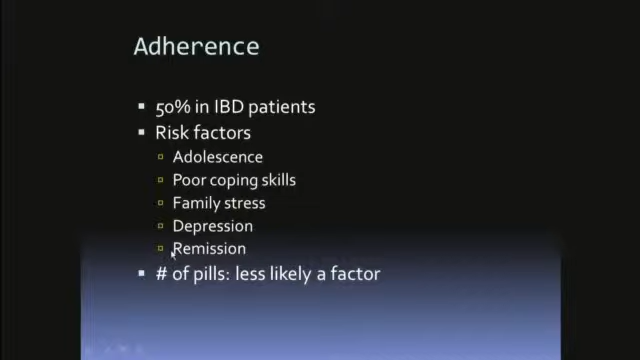 Adherence
50% in IBD patients
Risk factors
Adolescence
Poor coping skills
Family stress
Depression
Remission
# of pills: less likely a factor